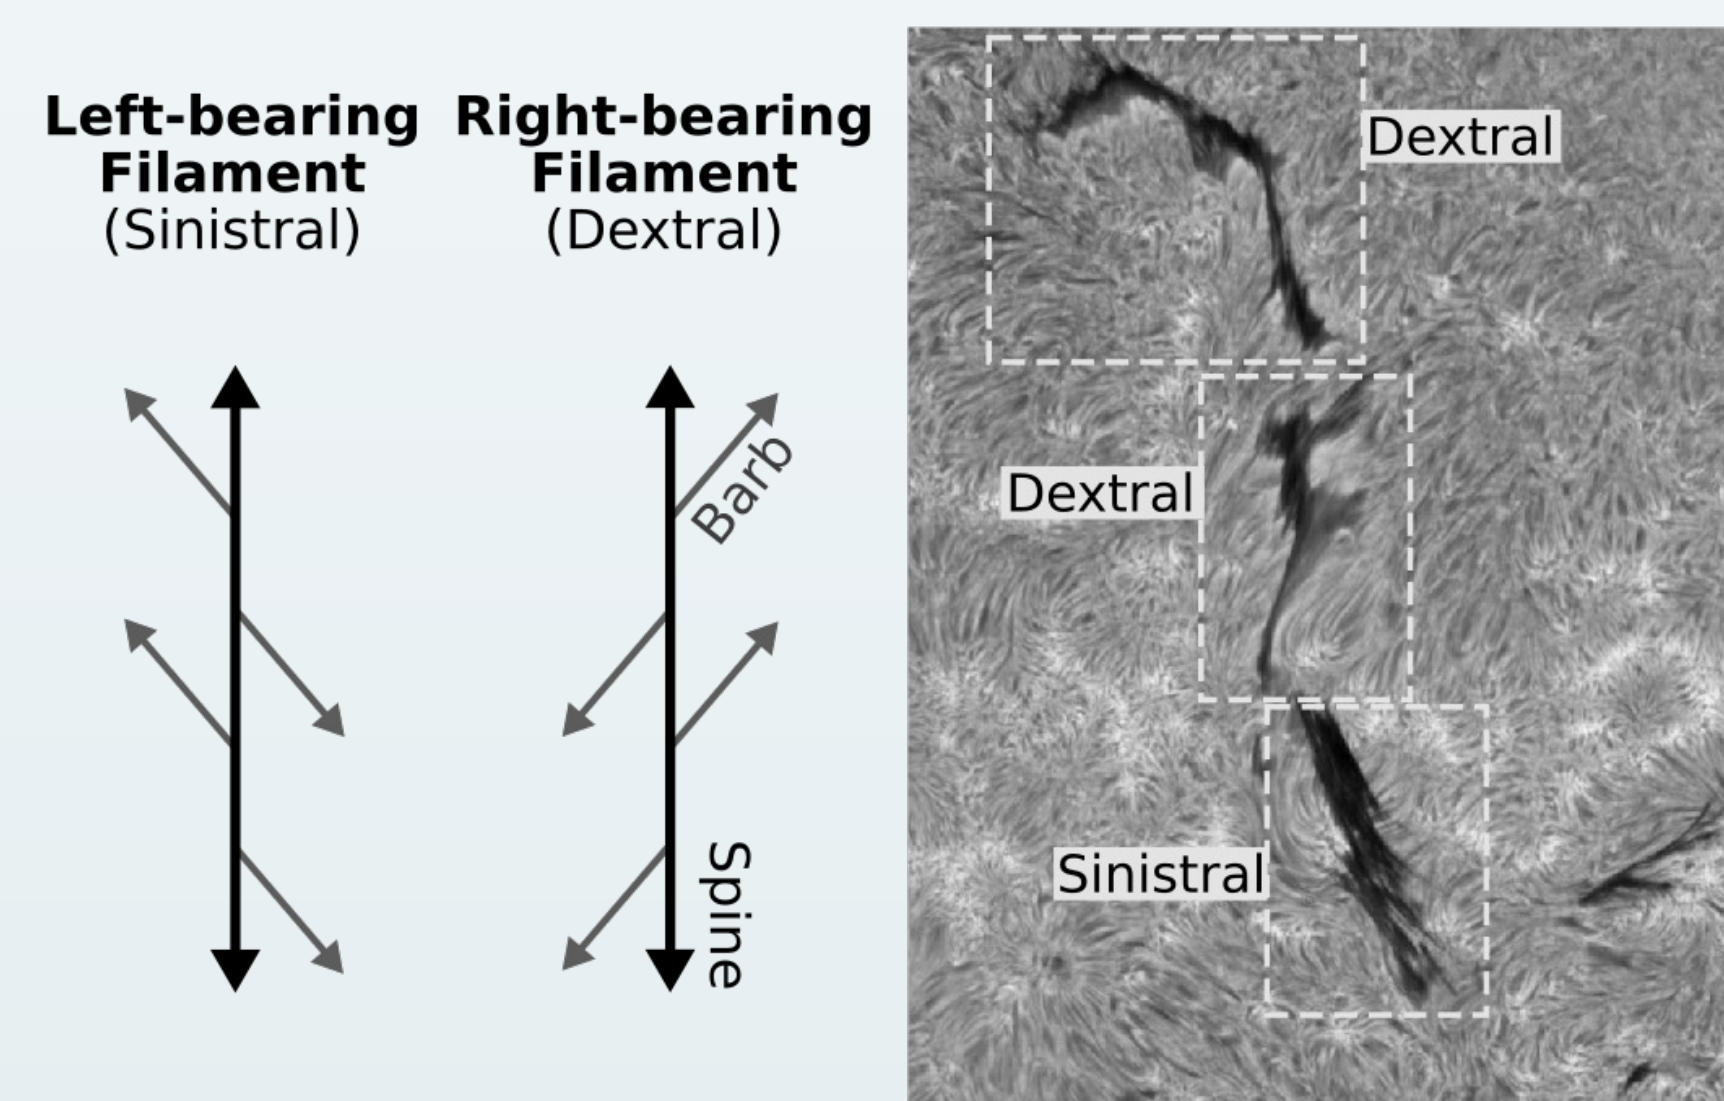 Left-bearing
Filament
(Sinistral)
Right-bearing
Filament
(Dextral)
Barb
Spine
Dextral
Dextral
Sinistral